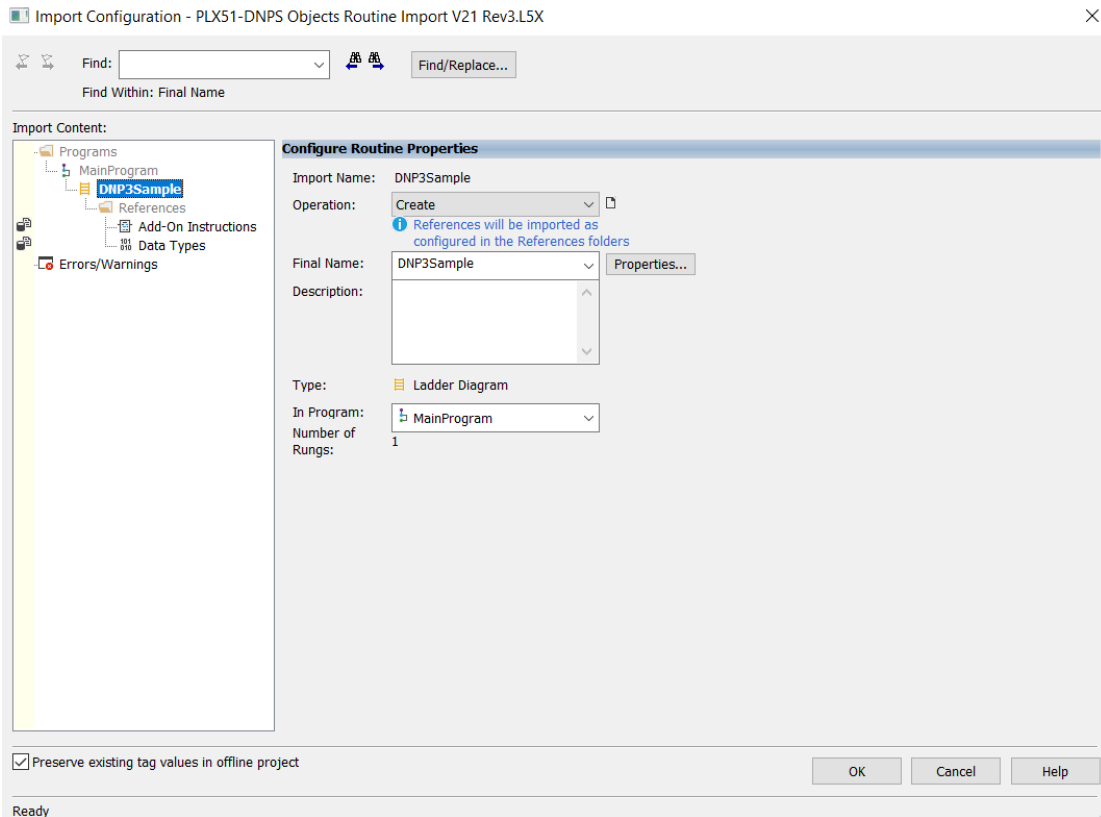 Import Configuration - PLX51-DNPS Objects Routine Import V21 Rev3.L5X
Find:
Find/Replace...
Find Within: Final Name
Import Content:
Programs
MainProgram
DNP3Sample
References
Add-On Instructions
Data Types
Errors/Warnings
Configure Routine Properties
Import Name: DNP3Sample
Operation: Create
References will be imported as
configured in the References folders
Final Name: DNP3Sample Properties...
Description:
Type: Ladder Diagram
In Program: MainProgram
Number of
Rungs: 1
Preserve existing tag values in offline project
OK Cancel Help
Ready